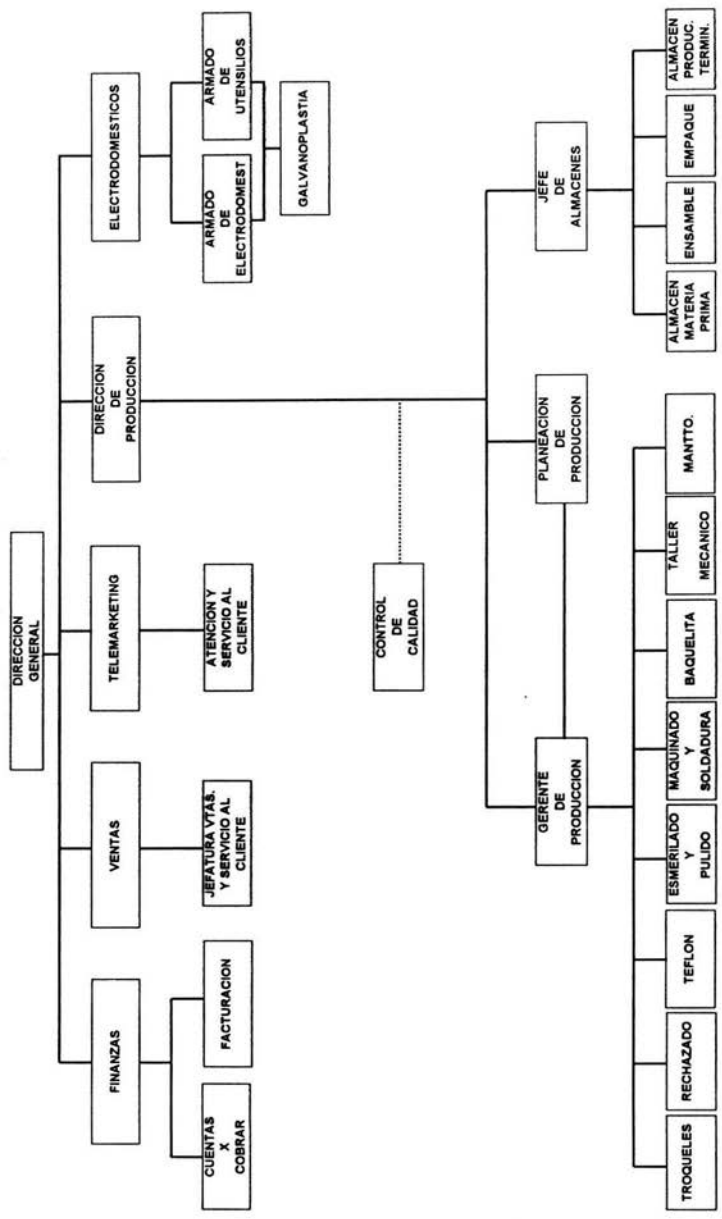 DIRECCION
GENERAL
FINANZAS
VENTAS
TELEMARKETING
DIRECCION
DE
PRODUCCION
ELECTRODOMESTICOS
CUENTAS
X
COBRAR
FACTURACION
JEFATURA VTAS.
Y SERVICIO AL
CLIENTE
ATENCION Y
SERVICIO AL
CLIENTE
ARMADO
DE
ELECTRODOMEST
ARMADO
DE
UTENSILIOS
GALVANOPLASTIA
CONTROL
DE
CALIDAD
GERENTE
DE
PRODUCCION
PLANEACION
DE
PRODUCCION
JEFE
DE
ALMACENES
TROQUELES
RECHAZADO
TEFLON
ESMERILADO
Y
PULIDO
MAQUINADO
Y
SOLDADURA
BAQUELITA
TALLER
MECANICO
MANTTO.
ALMACEN
MATERIA
PRIMA
ENSAMBLE
EMPAQUE
ALMACEN
PRODUC.
TERMIN.